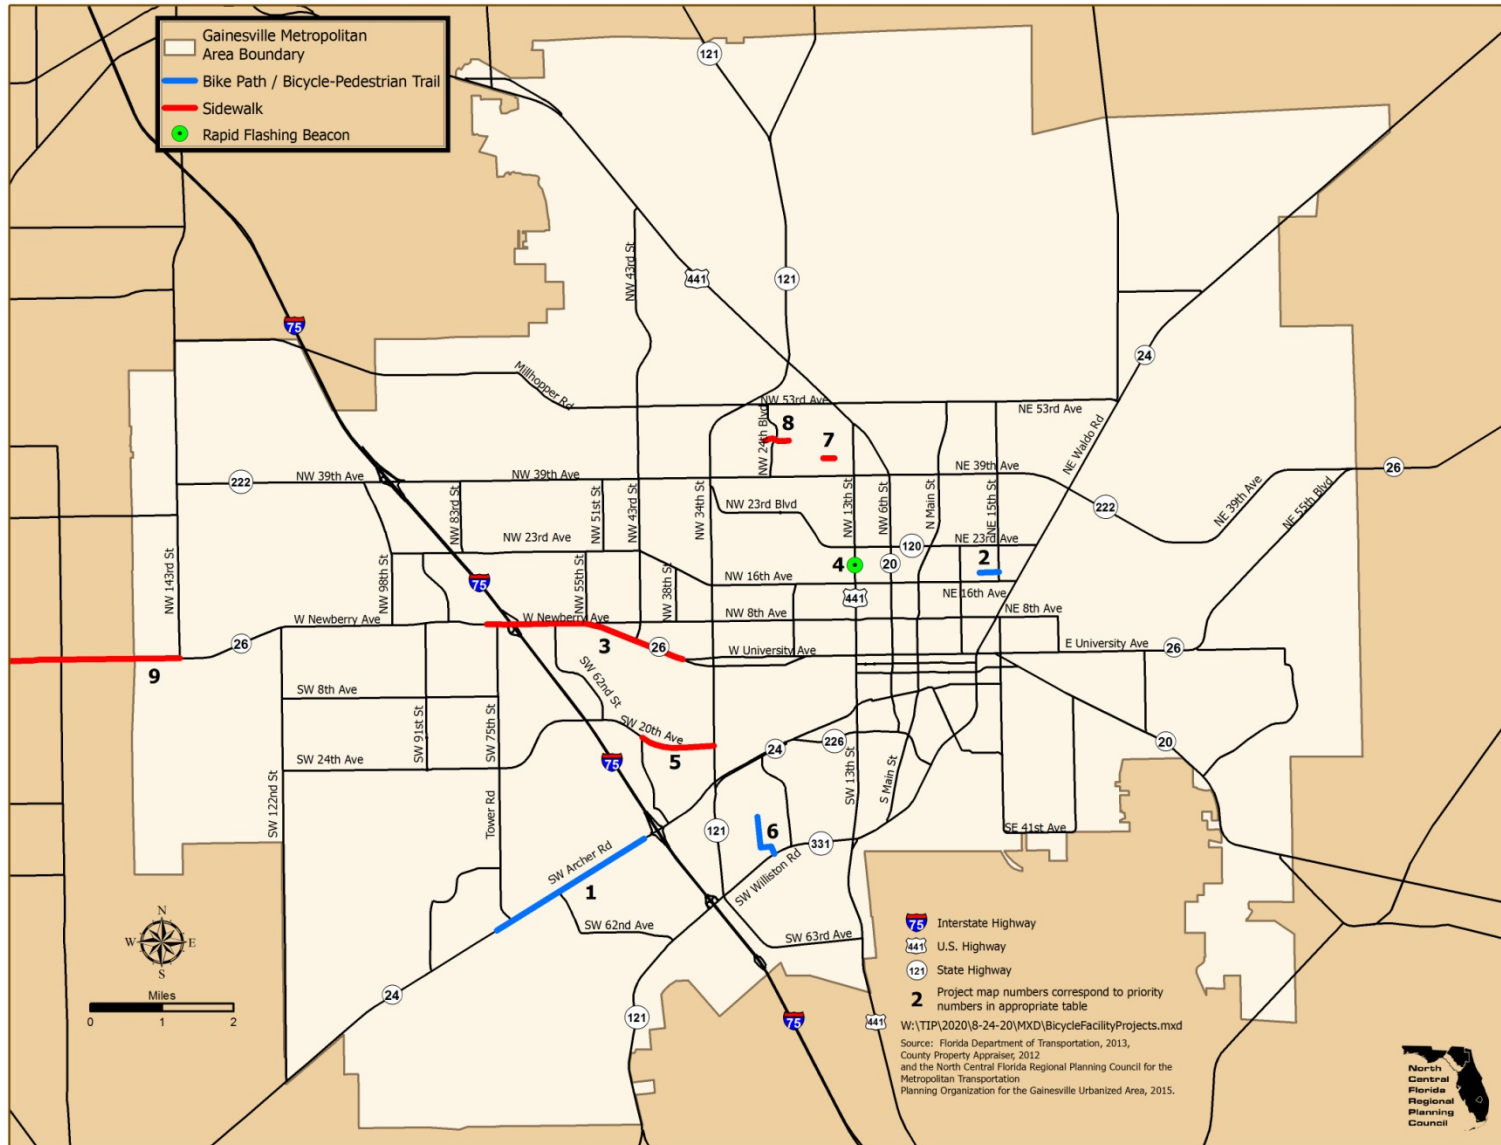 Gainesville Metropolitan
Area Boundary
Bike Path / Bicycle-Pedestrian Trail
Sidewalk
Rapid Flashing Beacon
121
NW 43rd St
441
121
75
24
Millhopper Rd
NW 53rd Ave
NE 53rd Ave
NW 24th Blvd
8
7
NE Waldo Rd
222
NW 39th Ave
NW 39th Ave
NE 39th Ave
26
NW 83rd St
NW 51st St
NW 43rd St
NW 34th St
NW 23rd Blvd
NW 13th St
NW 6th St
N Main St
NE 15th St
222
NE 39th Ave
NE 55th Blvd
NW 23rd Ave
120
NE 23rd Ave
NW 143rd St
NW 98th St
75
NW 55th St
NW 38th St
NW 16th Ave
4
20
2
441
NE 16th Ave
W Newberry Ave
W Newberry Ave
NW 8th Ave
NE 8th Ave
26
3
26
W University Ave
E University Ave
26
9
SW 62nd St
SW 8th Ave
SW 91st St
SW 75th St
SW 20th Ave
24
226
20
SW 24th Ave
75
5
SW 13th St
S Main St
SW 122nd St
Tower Rd
121
6
331
SE 41st Ave
SW Archer Rd
SW Williston Rd
1
SW 62nd Ave
SW 63rd Ave
N
W
E
S
24
121
75
441
Miles
0 1 2
75 Interstate Highway
441 U.S. Highway
121 State Highway
2 Project map numbers correspond to priority
numbers in appropriate table
W:\TIP\2020\8-24-20\MXD\BicycleFacilityProjects.mxd
Source: Florida Department of Transportation, 2013,
County Property Appraiser, 2012
and the North Central Florida Regional Planning Council for the
Metropolitan Transportation
Planning Organization for the Gainesville Urbanized Area, 2015.
North
Central
Florida
Regional
Planning
Council